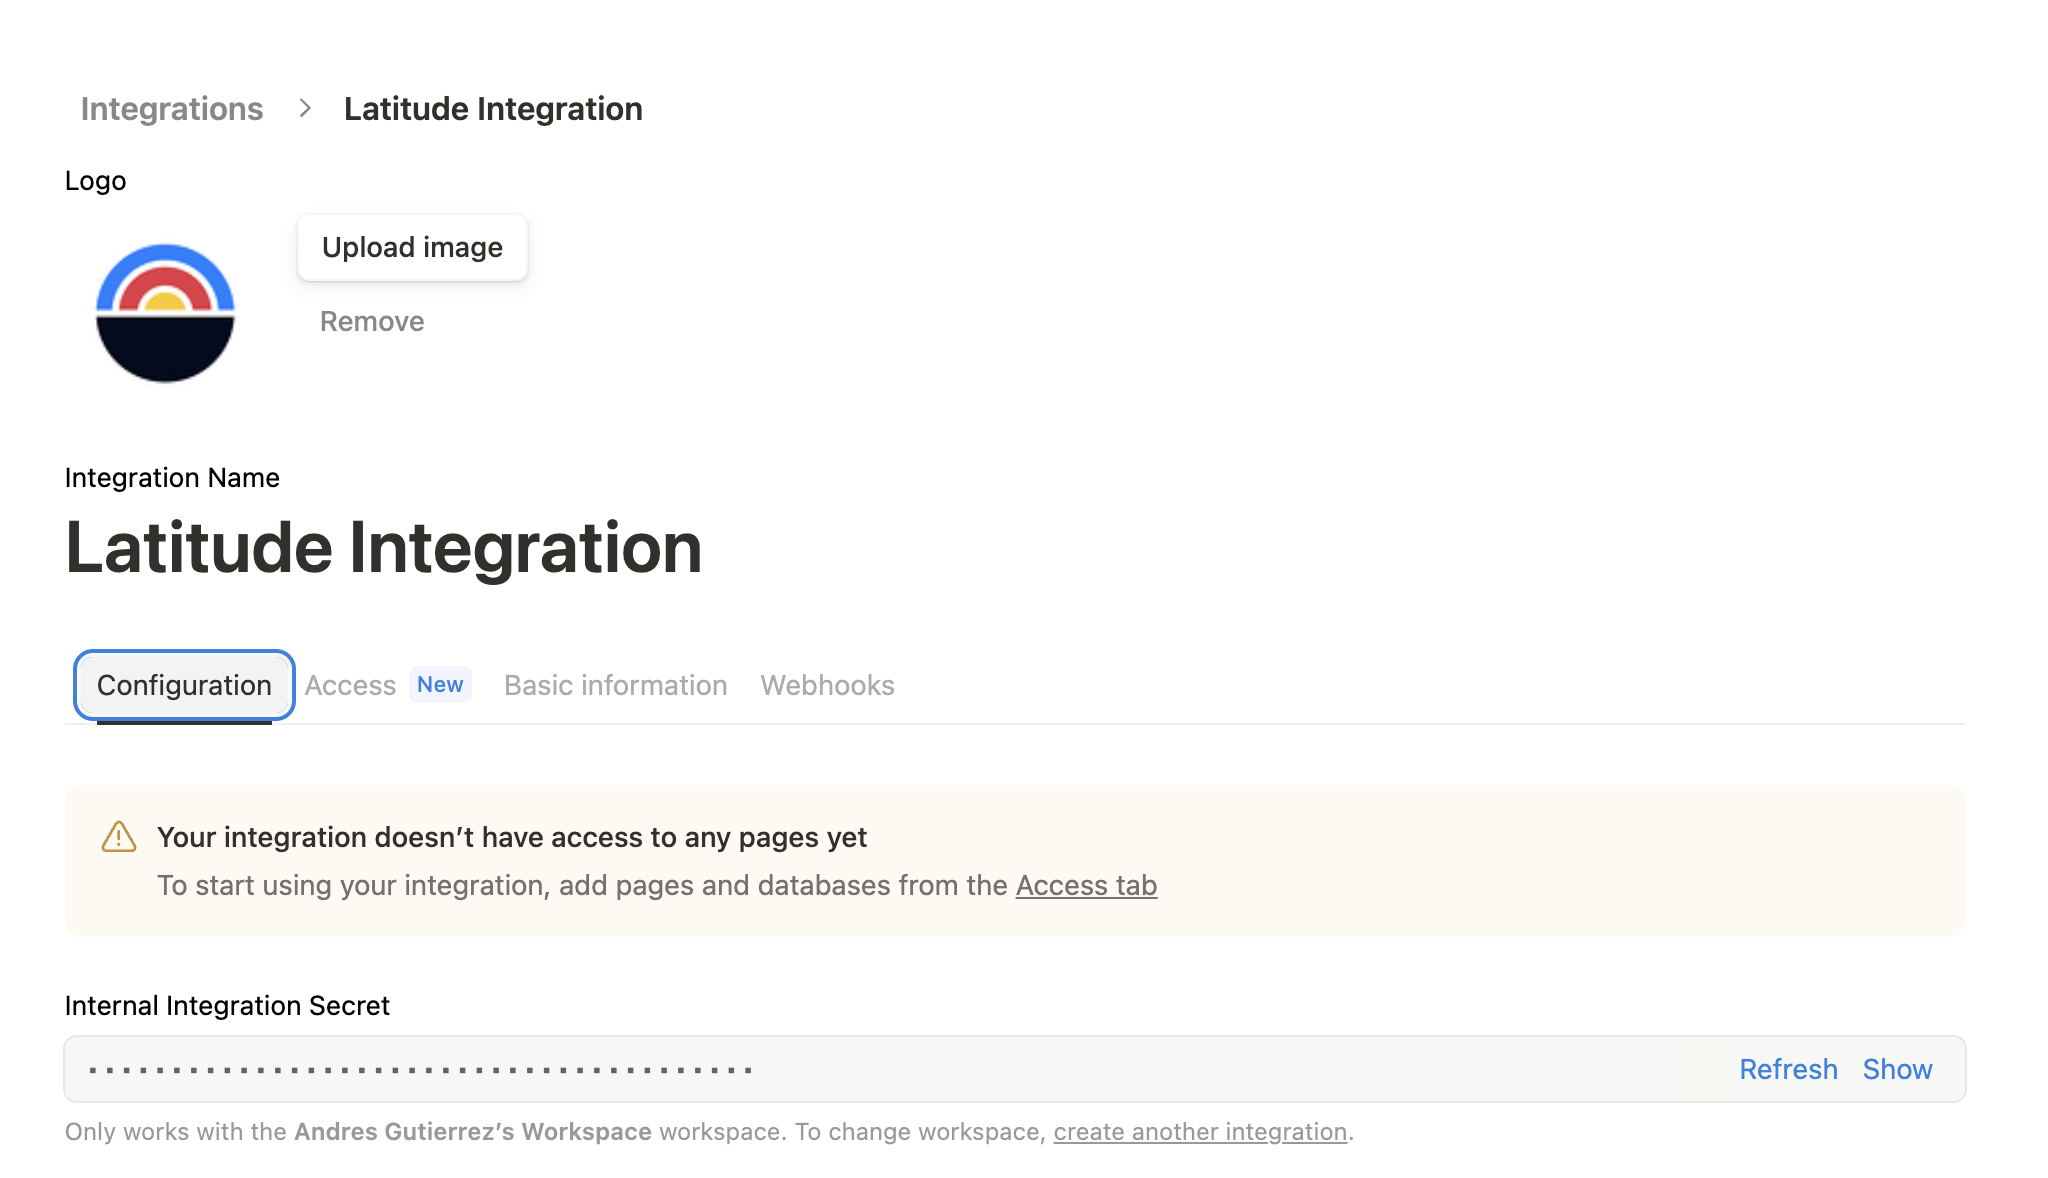 Integrations > Latitude Integration
Logo
Upload image
Remove
Integration Name
Latitude Integration
Configuration Access New Basic information Webhooks
Your integration doesn’t have access to any pages yet
To start using your integration, add pages and databases from the Access tab
Internal Integration Secret
Refresh Show
Only works with the Andres Gutierrez’s Workspace workspace. To change workspace, create another integration.